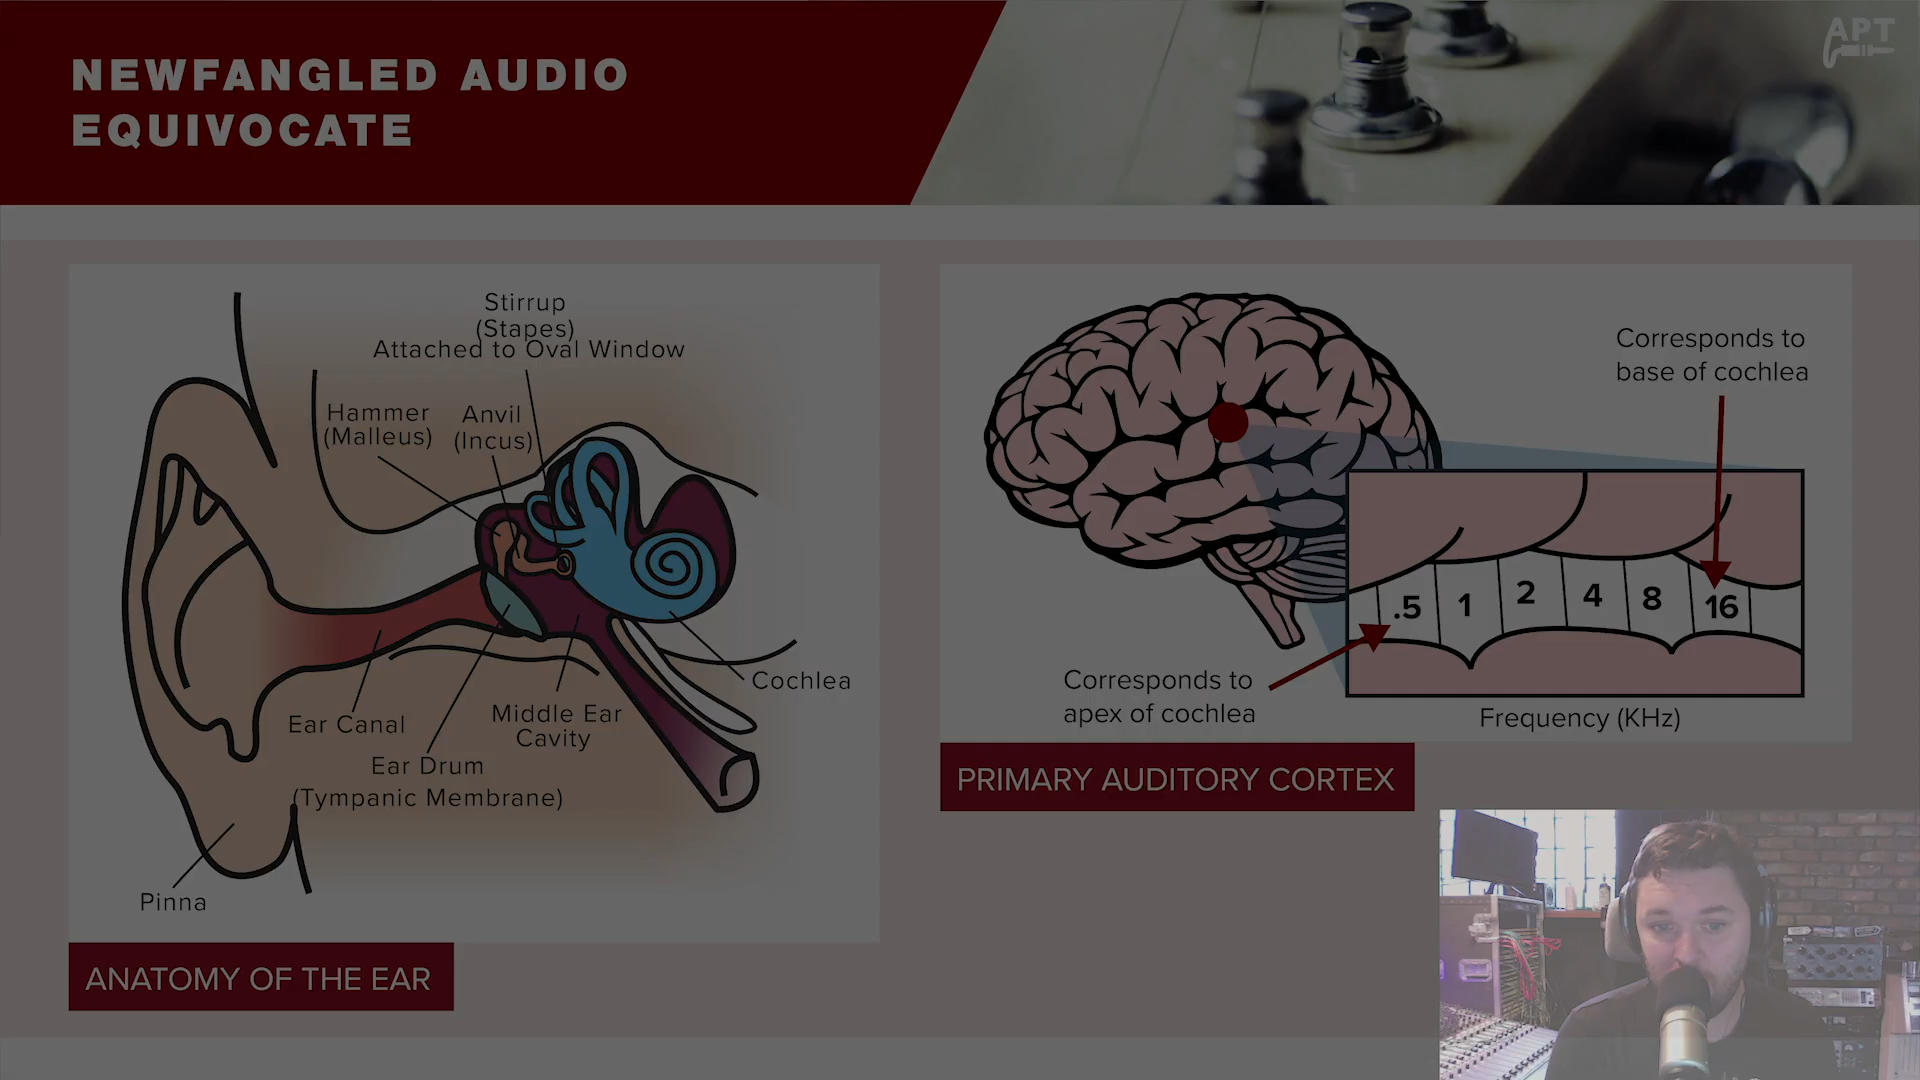 NEWFANGLED AUDIO
EQUIVOCATE
APT
Stirrup
(Stapes)
Attached to Oval Window
Hammer
(Malleus)
Anvil
(Incus)
Cochlea
Ear Canal
Middle Ear
Cavity
Ear Drum
(Tympanic Membrane)
Pinna
ANATOMY OF THE EAR
Corresponds to
base of cochlea
.5 1 2 4 8 16
Corresponds to
apex of cochlea
Frequency (KHz)
PRIMARY AUDITORY CORTEX